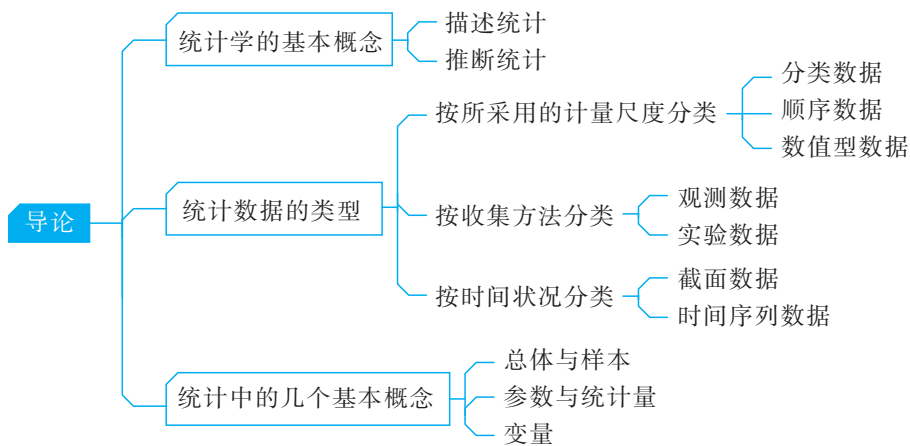 导论
统计学的基本概念
描述统计
推断统计
统计数据的类型
按所采用的计量尺度分类
分类数据
顺序数据
数值型数据
按收集方法分类
观测数据
实验数据
按时间状况分类
截面数据
时间序列数据
统计中的几个基本概念
总体与样本
参数与统计量
变量